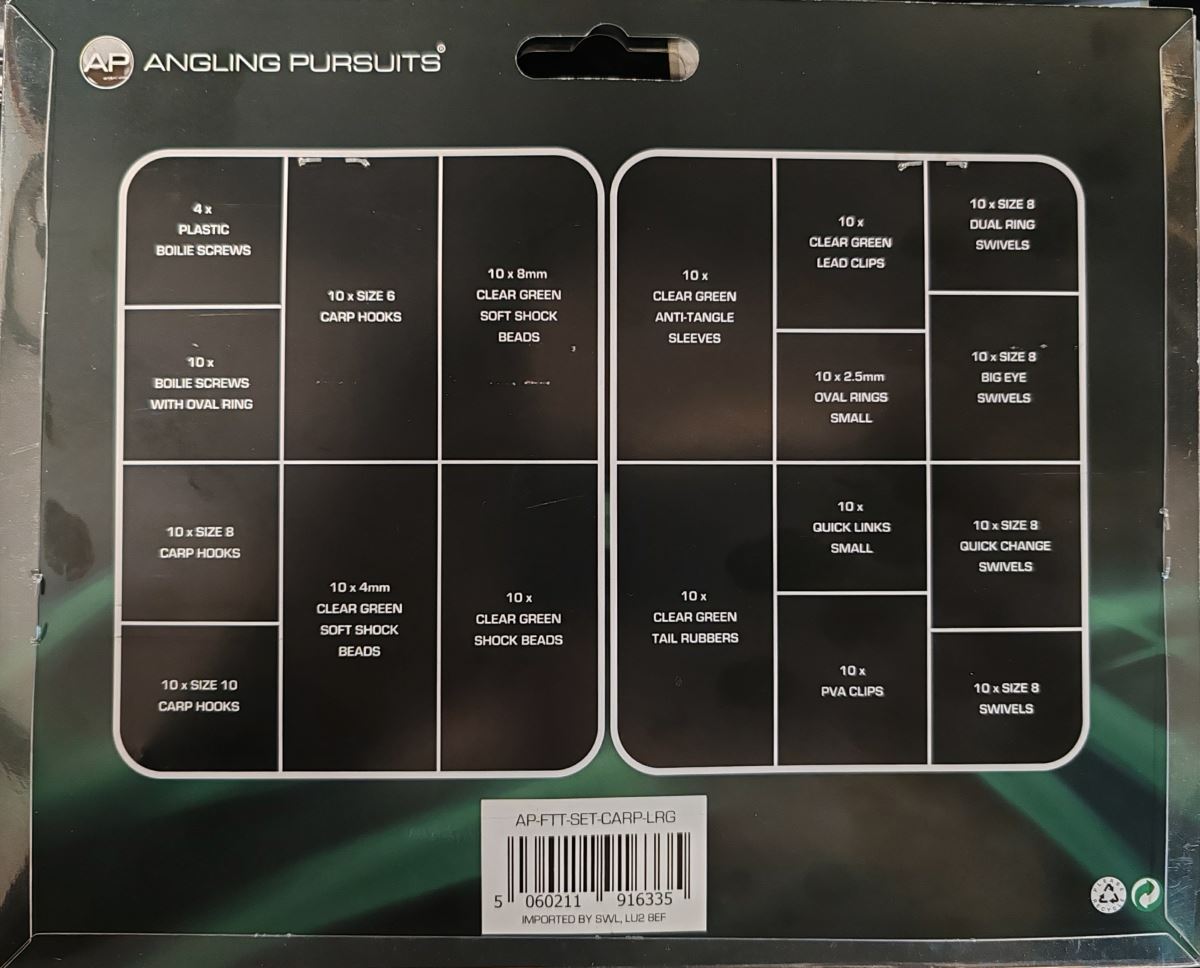 AP ANGLING PURSUITS®
4 x
PLASTIC
BOILIE SCREWS
10 x
BOILIE SCREWS
WITH OVAL RING
10 x SIZE 8
CARP HOOKS
10 x SIZE 10
CARP HOOKS
10 x SIZE 6
CARP HOOKS
10 x 4mm
CLEAR GREEN
SOFT SHOCK
BEADS
10 x 8mm
CLEAR GREEN
SOFT SHOCK
BEADS
10 x
CLEAR GREEN
SHOCK BEADS
10 x
CLEAR GREEN
ANTI-TANGLE
SLEEVES
10 x
CLEAR GREEN
TAIL RUBBERS
10 x
CLEAR GREEN
LEAD CLIPS
10 x 2.5mm
OVAL RINGS
SMALL
10 x
QUICK LINKS
SMALL
10 x
PVA CLIPS
10 x SIZE 8
DUAL RING
SWIVELS
10 x SIZE 8
BIG EYE
SWIVELS
10 x SIZE 8
QUICK CHANGE
SWIVELS
10 x SIZE 8
SWIVELS
AP-FTT-SET-CARP-LRG
5 060211 916335
IMPORTED BY SWL, LU2 8EF
PLEASE
RECYCLE